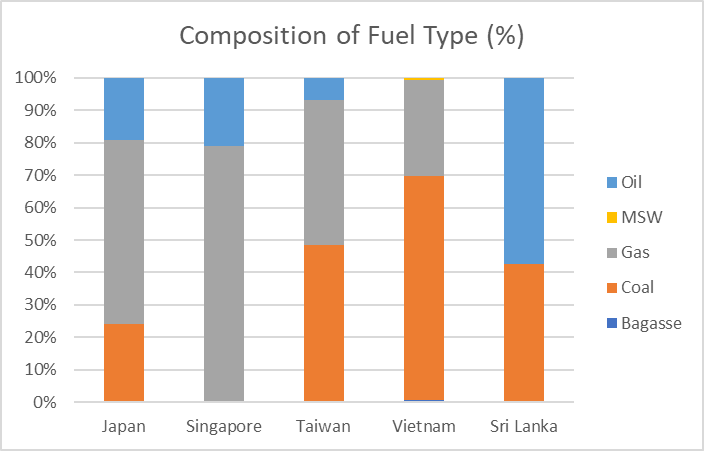 Composition of Fuel Type (%)
100%
90%
80%
70%
60%
50%
40%
30%
20%
10%
0%
Japan Singapore Taiwan Vietnam Sri Lanka
Oil
MSW
Gas
Coal
Bagasse